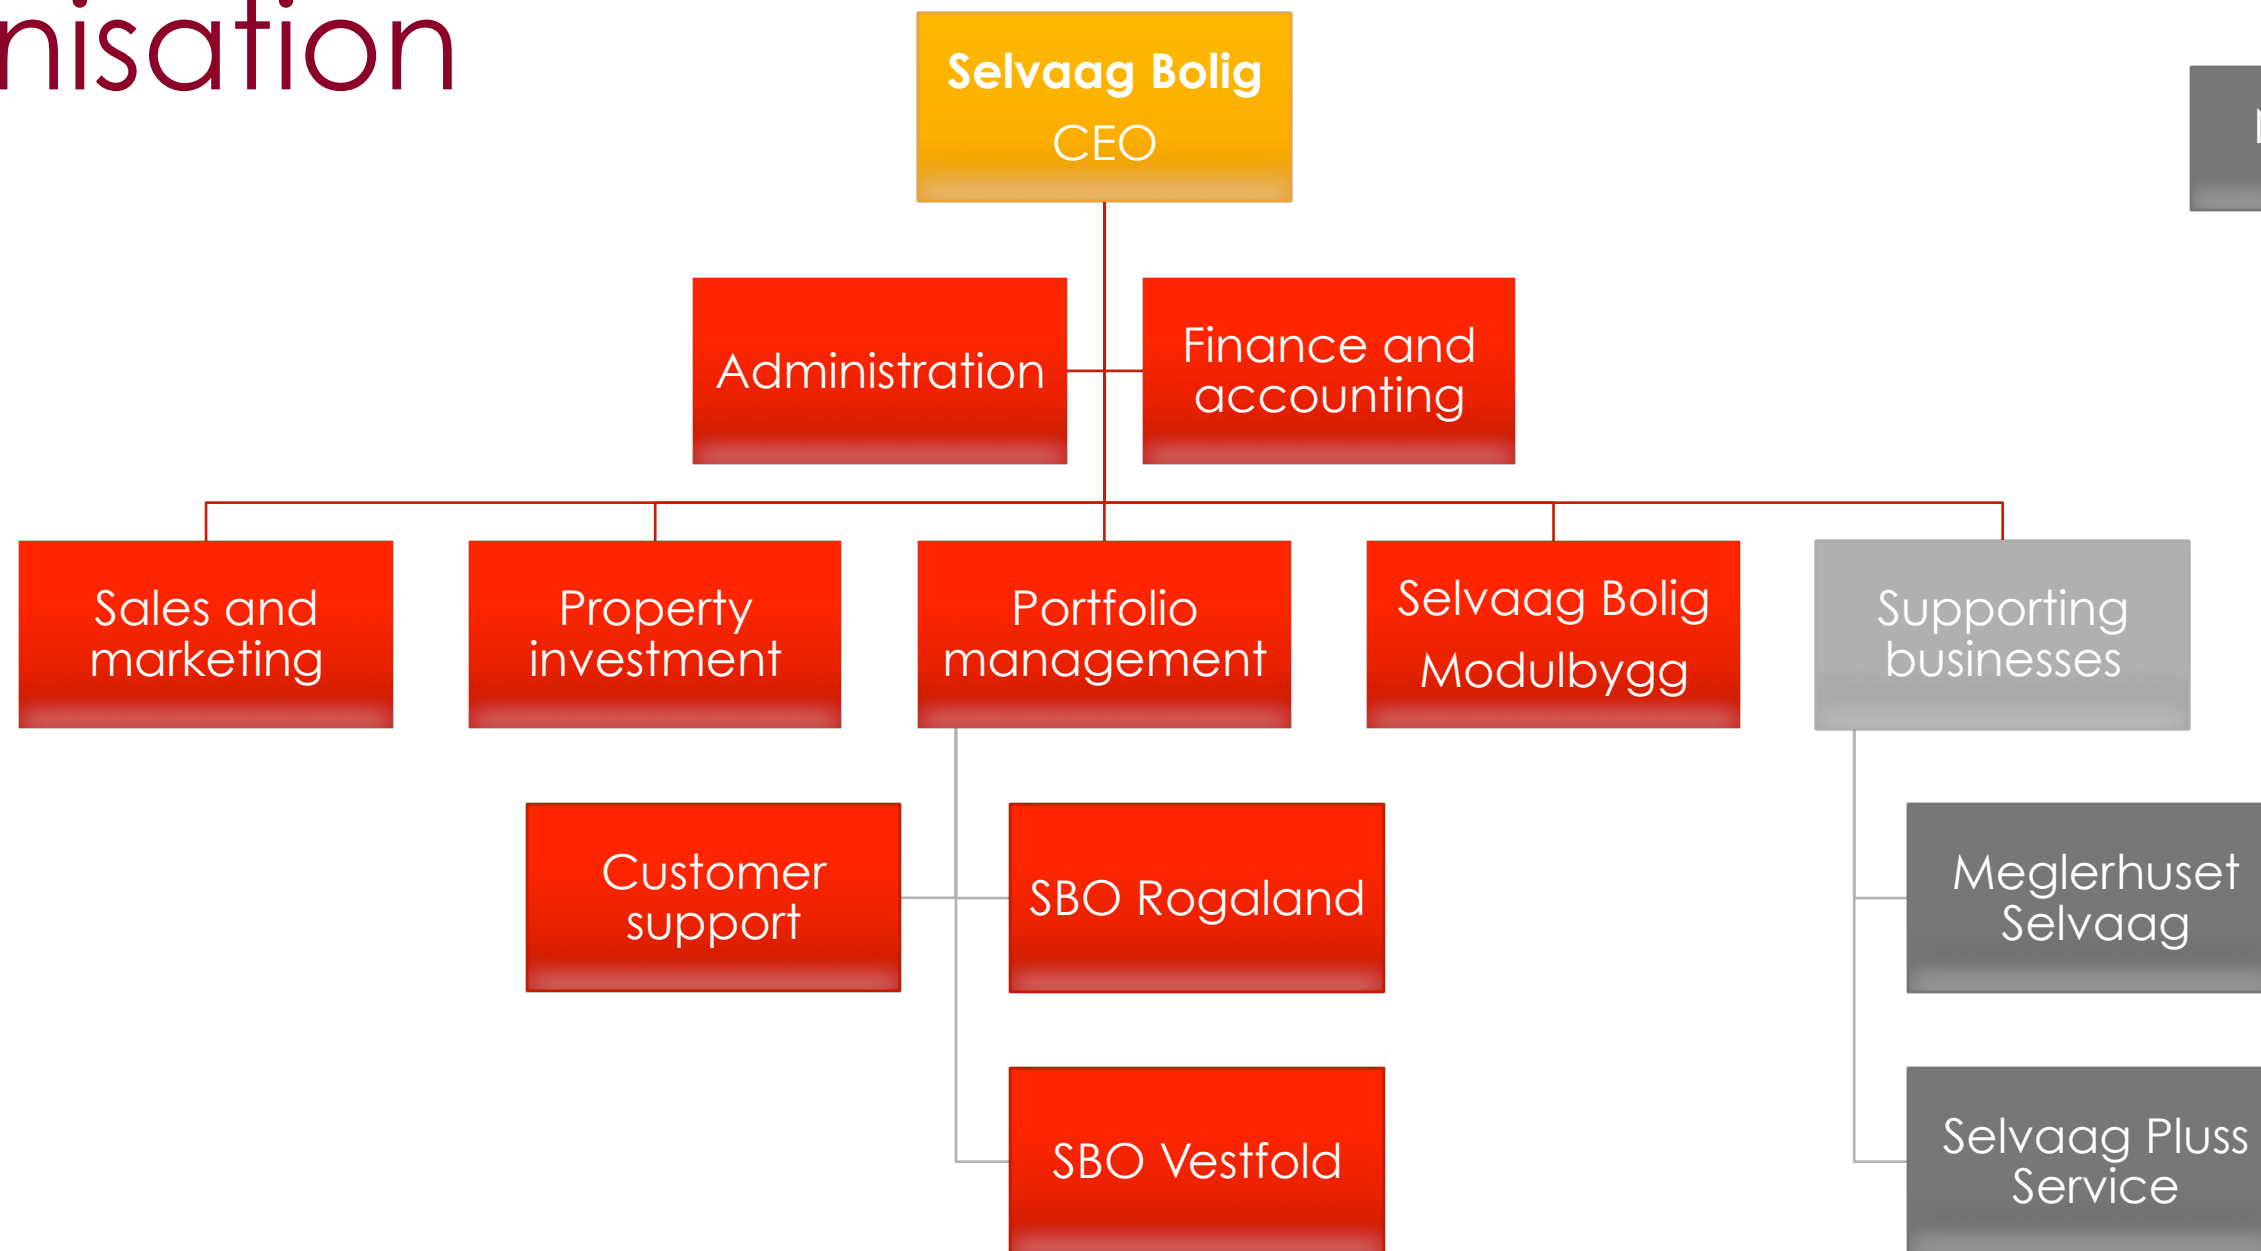 nisation
Selvaag Bolig
CEO
Administration
Finance and
accounting
Sales and
marketing
Property
investment
Portfolio
management
Selvaag Bolig
Modulbygg
Supporting
businesses
Customer
support
SBO Rogaland
Meglerhuset
Selvaag
SBO Vestfold
Selvaag Pluss
Service